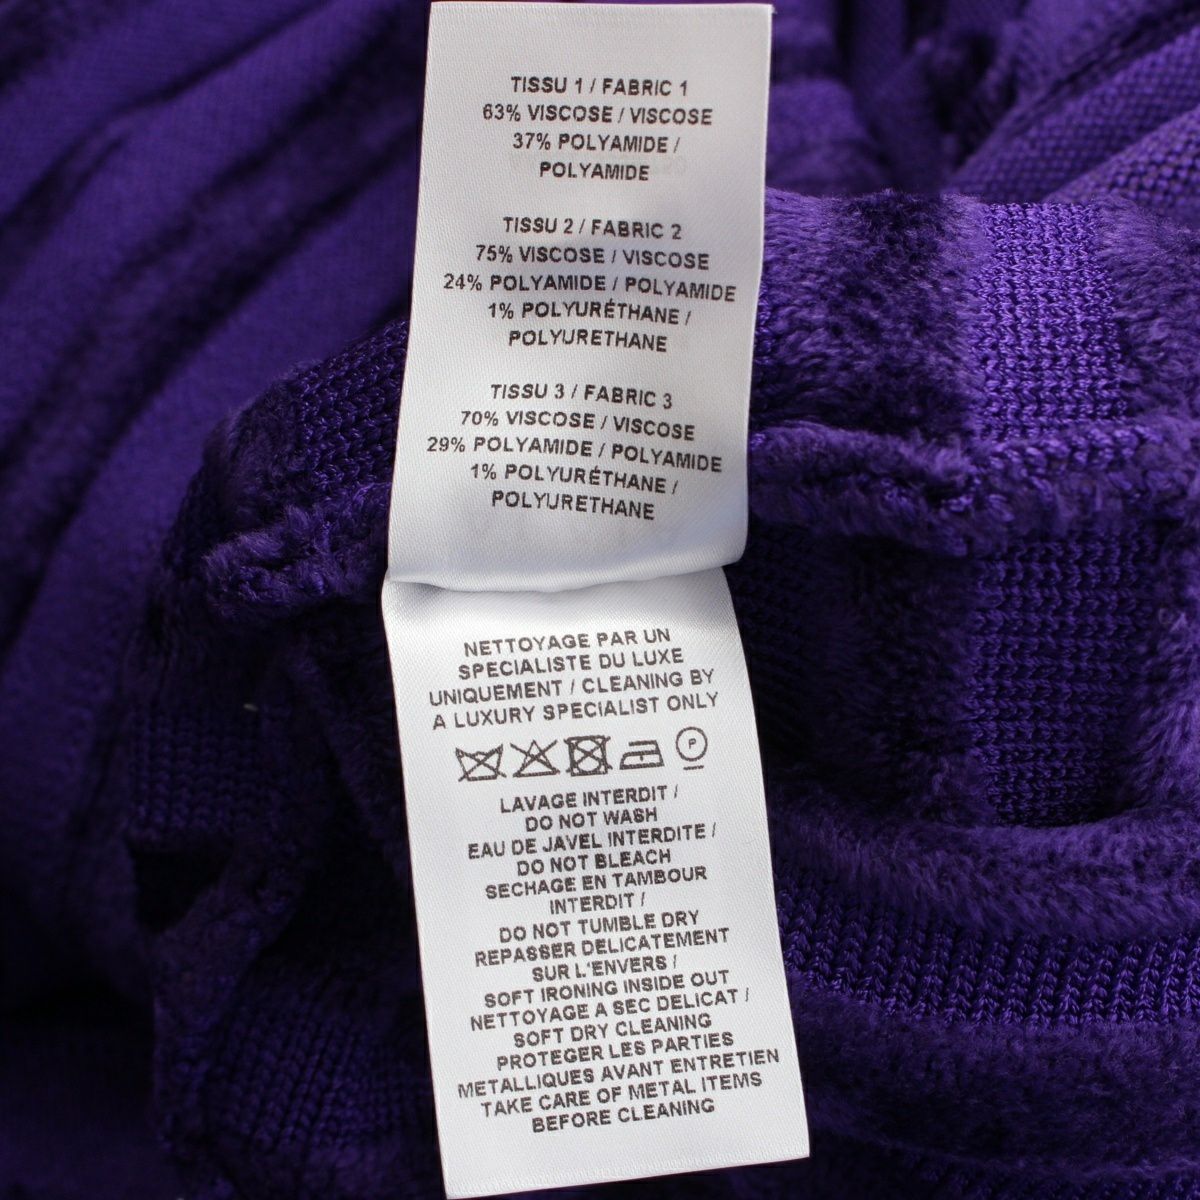 TISSU 1 / FABRIC 1
63% VISCOSE / VISCOSE
37% POLYAMIDE /
POLYAMIDE
TISSU 2 / FABRIC 2
75% VISCOSE / VISCOSE
24% POLYAMIDE / POLYAMIDE
1% POLYURÉTHANE /
POLYURETHANE
TISSU 3 / FABRIC 3
70% VISCOSE / VISCOSE
29% POLYAMIDE / POLYAMIDE
1% POLYURÉTHANE /
POLYURETHANE
NETTOYAGE PAR UN
SPECIALISTE DU LUXE
UNIQUEMENT / CLEANING BY
A LUXURY SPECIALIST ONLY
P
LAVAGE INTERDIT /
DO NOT WASH
EAU DE JAVEL INTERDITE /
DO NOT BLEACH
SECHAGE EN TAMBOUR
INTERDIT /
DO NOT TUMBLE DRY
REPASSER DELICATEMENT
SUR L'ENVERS /
SOFT IRONING INSIDE OUT
NETTOYAGE A SEC DELICAT /
SOFT DRY CLEANING
PROTEGER LES PARTIES
METALLIQUES AVANT ENTRETIEN
TAKE CARE OF METAL ITEMS
BEFORE CLEANING